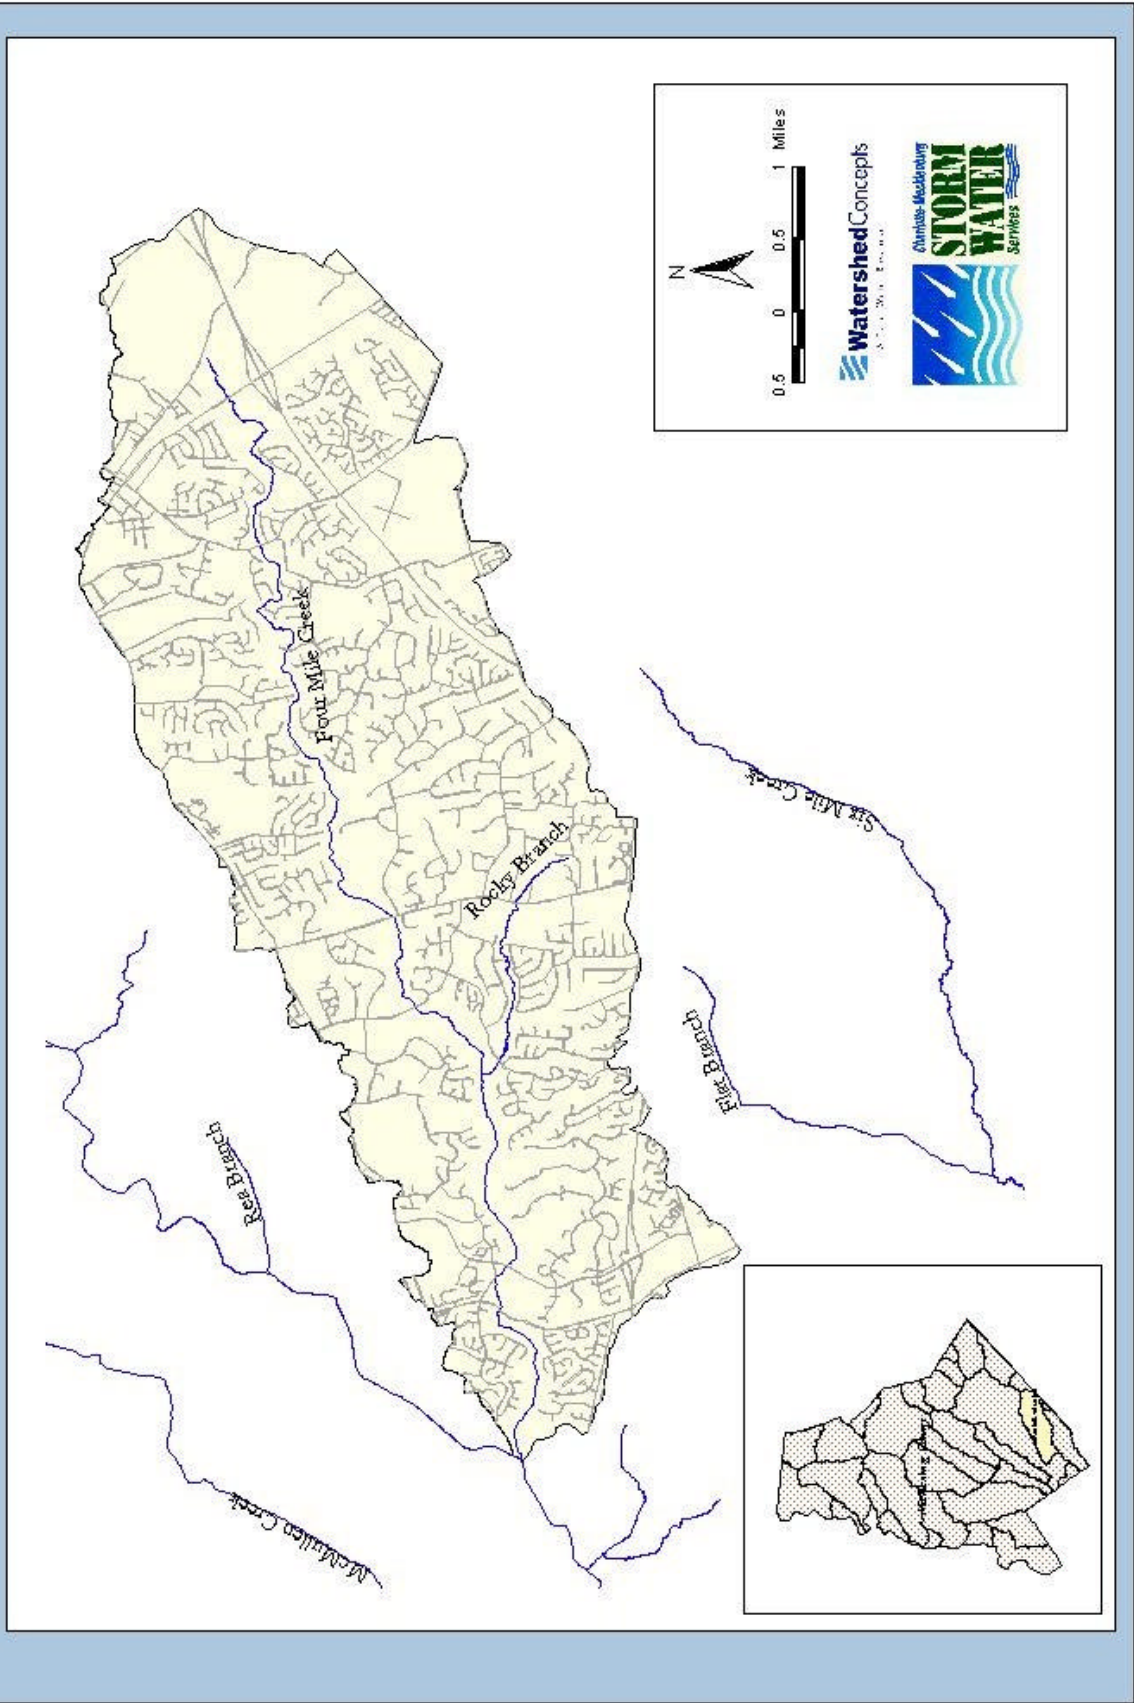 N
0.5 0 0.5 1 Miles
WatershedConcepts
Charlotte-Mecklenburg
STORM
WATER
Services
Four Mile Creek
Rocky Branch
Six Mile Creek
Flat Branch
Rea Branch
McMullen Creek